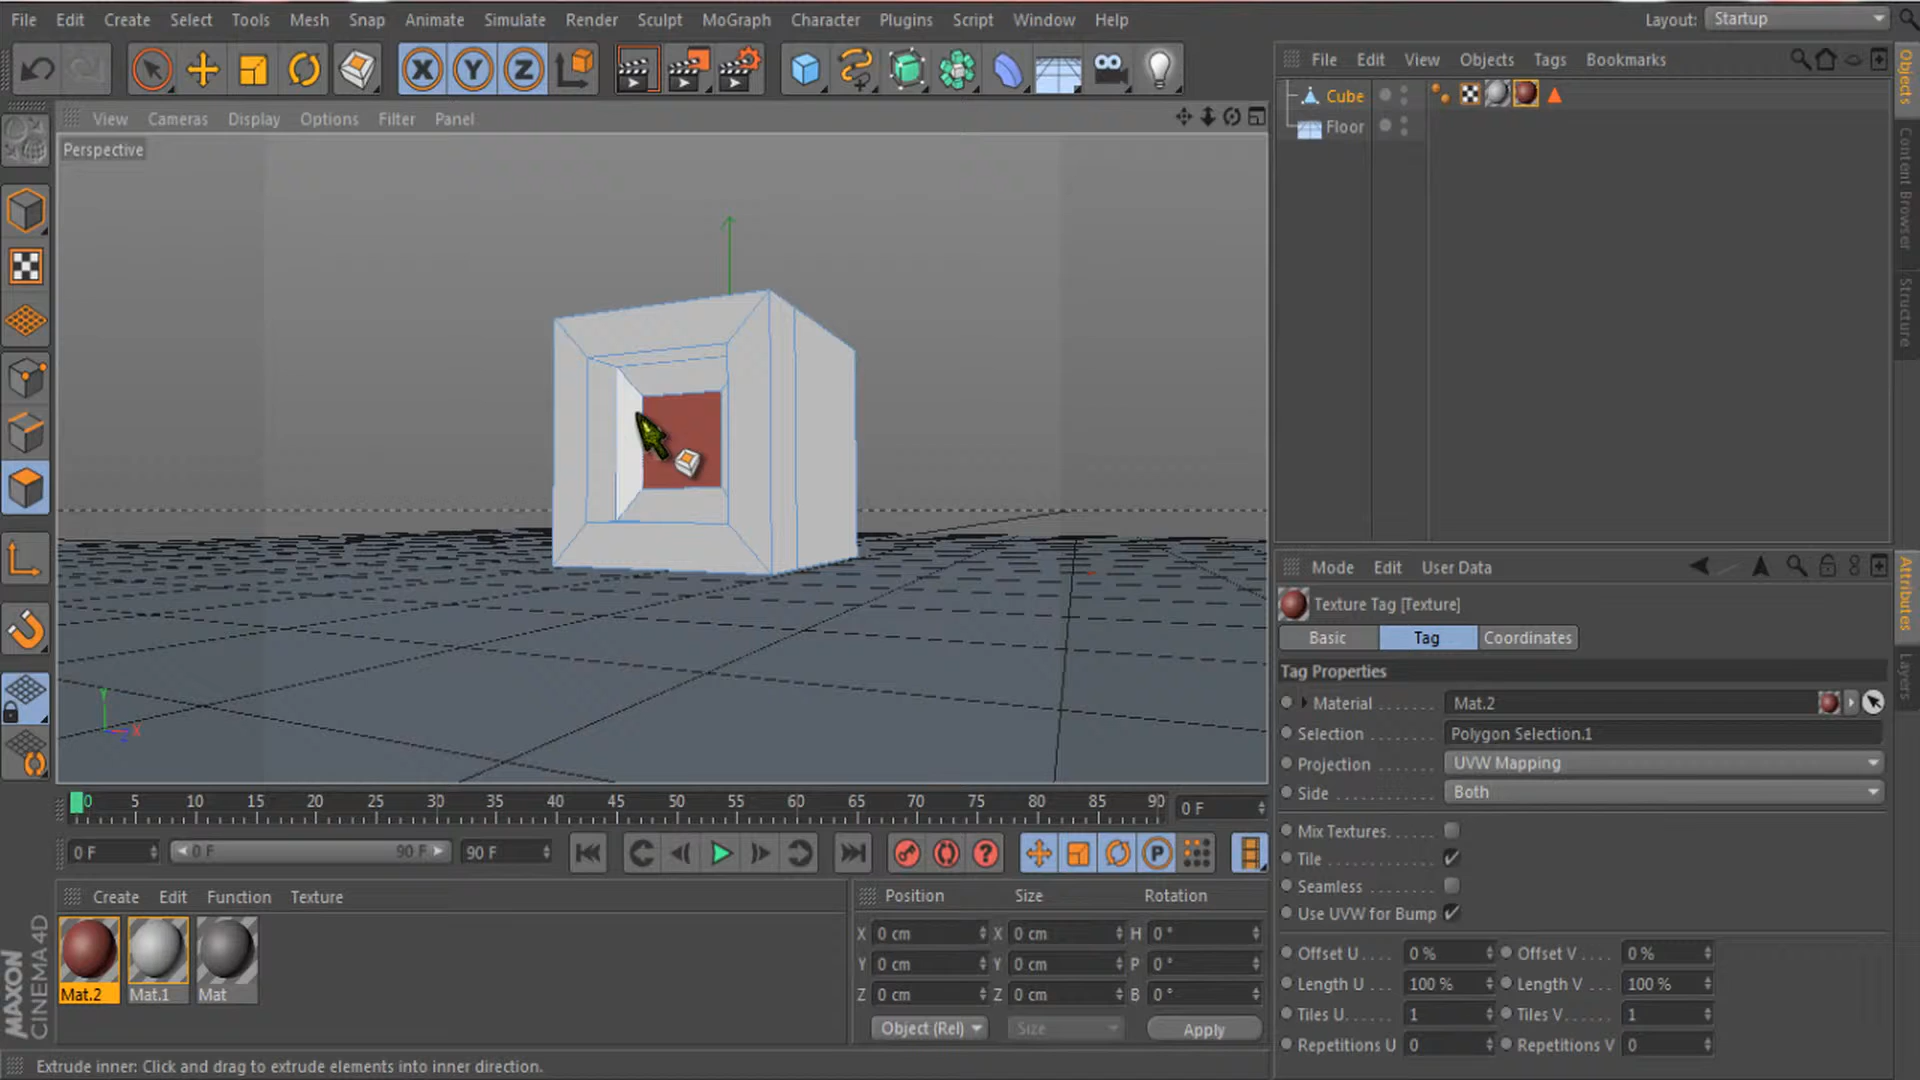 File Edit Create Select Tools Mesh Snap Animate Simulate Render Sculpt MoGraph Character Plugins Script Window Help
Layout: Startup
X Y Z
File Edit View Objects Tags Bookmarks
Cube
Floor
Objects
Content Browser
Structure
View Cameras Display Options Filter Panel
Perspective
Y
X
Z
Mode Edit User Data
Texture Tag [Texture]
Basic Tag Coordinates
Tag Properties
Material Mat.2
Selection Polygon Selection.1
Projection UVW Mapping
Side Both
Mix Textures
Tile
Seamless
Use UVW for Bump
Offset U 0 % Offset V 0 %
Length U 100 % Length V 100 %
Tiles U 1 Tiles V 1
Repetitions U 0 Repetitions V 0
Attributes
Layers
0 5 10 15 20 25 30 35 40 45 50 55 60 65 70 75 80 85 90 0 F
0 F 0 F 90 F 90 F
? P
Create Edit Function Texture
Mat.2 Mat.1 Mat
Position Size Rotation
X 0 cm X 0 cm H 0 °
Y 0 cm Y 0 cm P 0 °
Z 0 cm Z 0 cm B 0 °
Object (Rel) Size Apply
MAXON
CINEMA 4D
Extrude inner: Click and drag to extrude elements into inner direction.